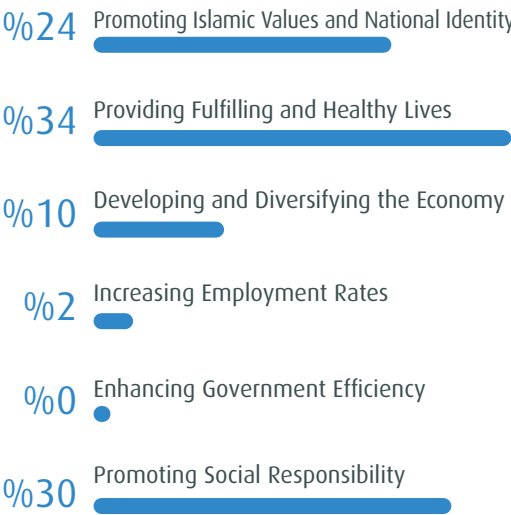 %24 Promoting Islamic Values and National Identity
%34 Providing Fulfilling and Healthy Lives
%10 Developing and Diversifying the Economy
%2 Increasing Employment Rates
%0 Enhancing Government Efficiency
%30 Promoting Social Responsibility